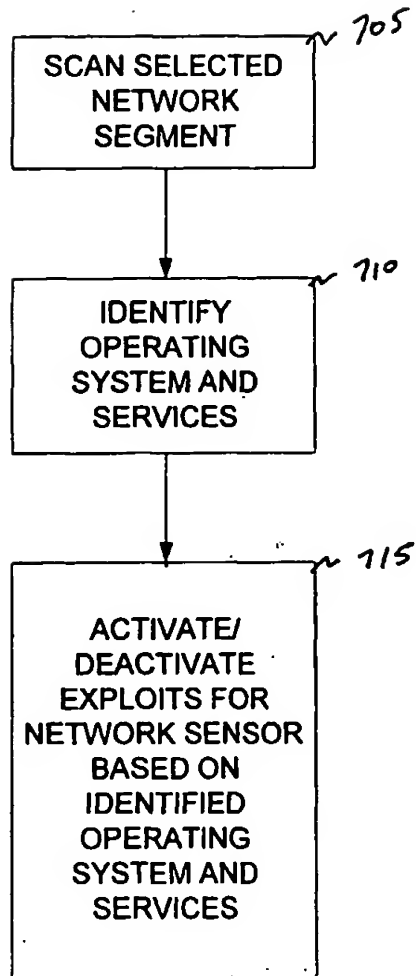 705
SCAN SELECTED
NETWORK
SEGMENT
710
IDENTIFY
OPERATING
SYSTEM AND
SERVICES
715
ACTIVATE/
DEACTIVATE
EXPLOITS FOR
NETWORK SENSOR
BASED ON
IDENTIFIED
OPERATING
SYSTEM AND
SERVICES